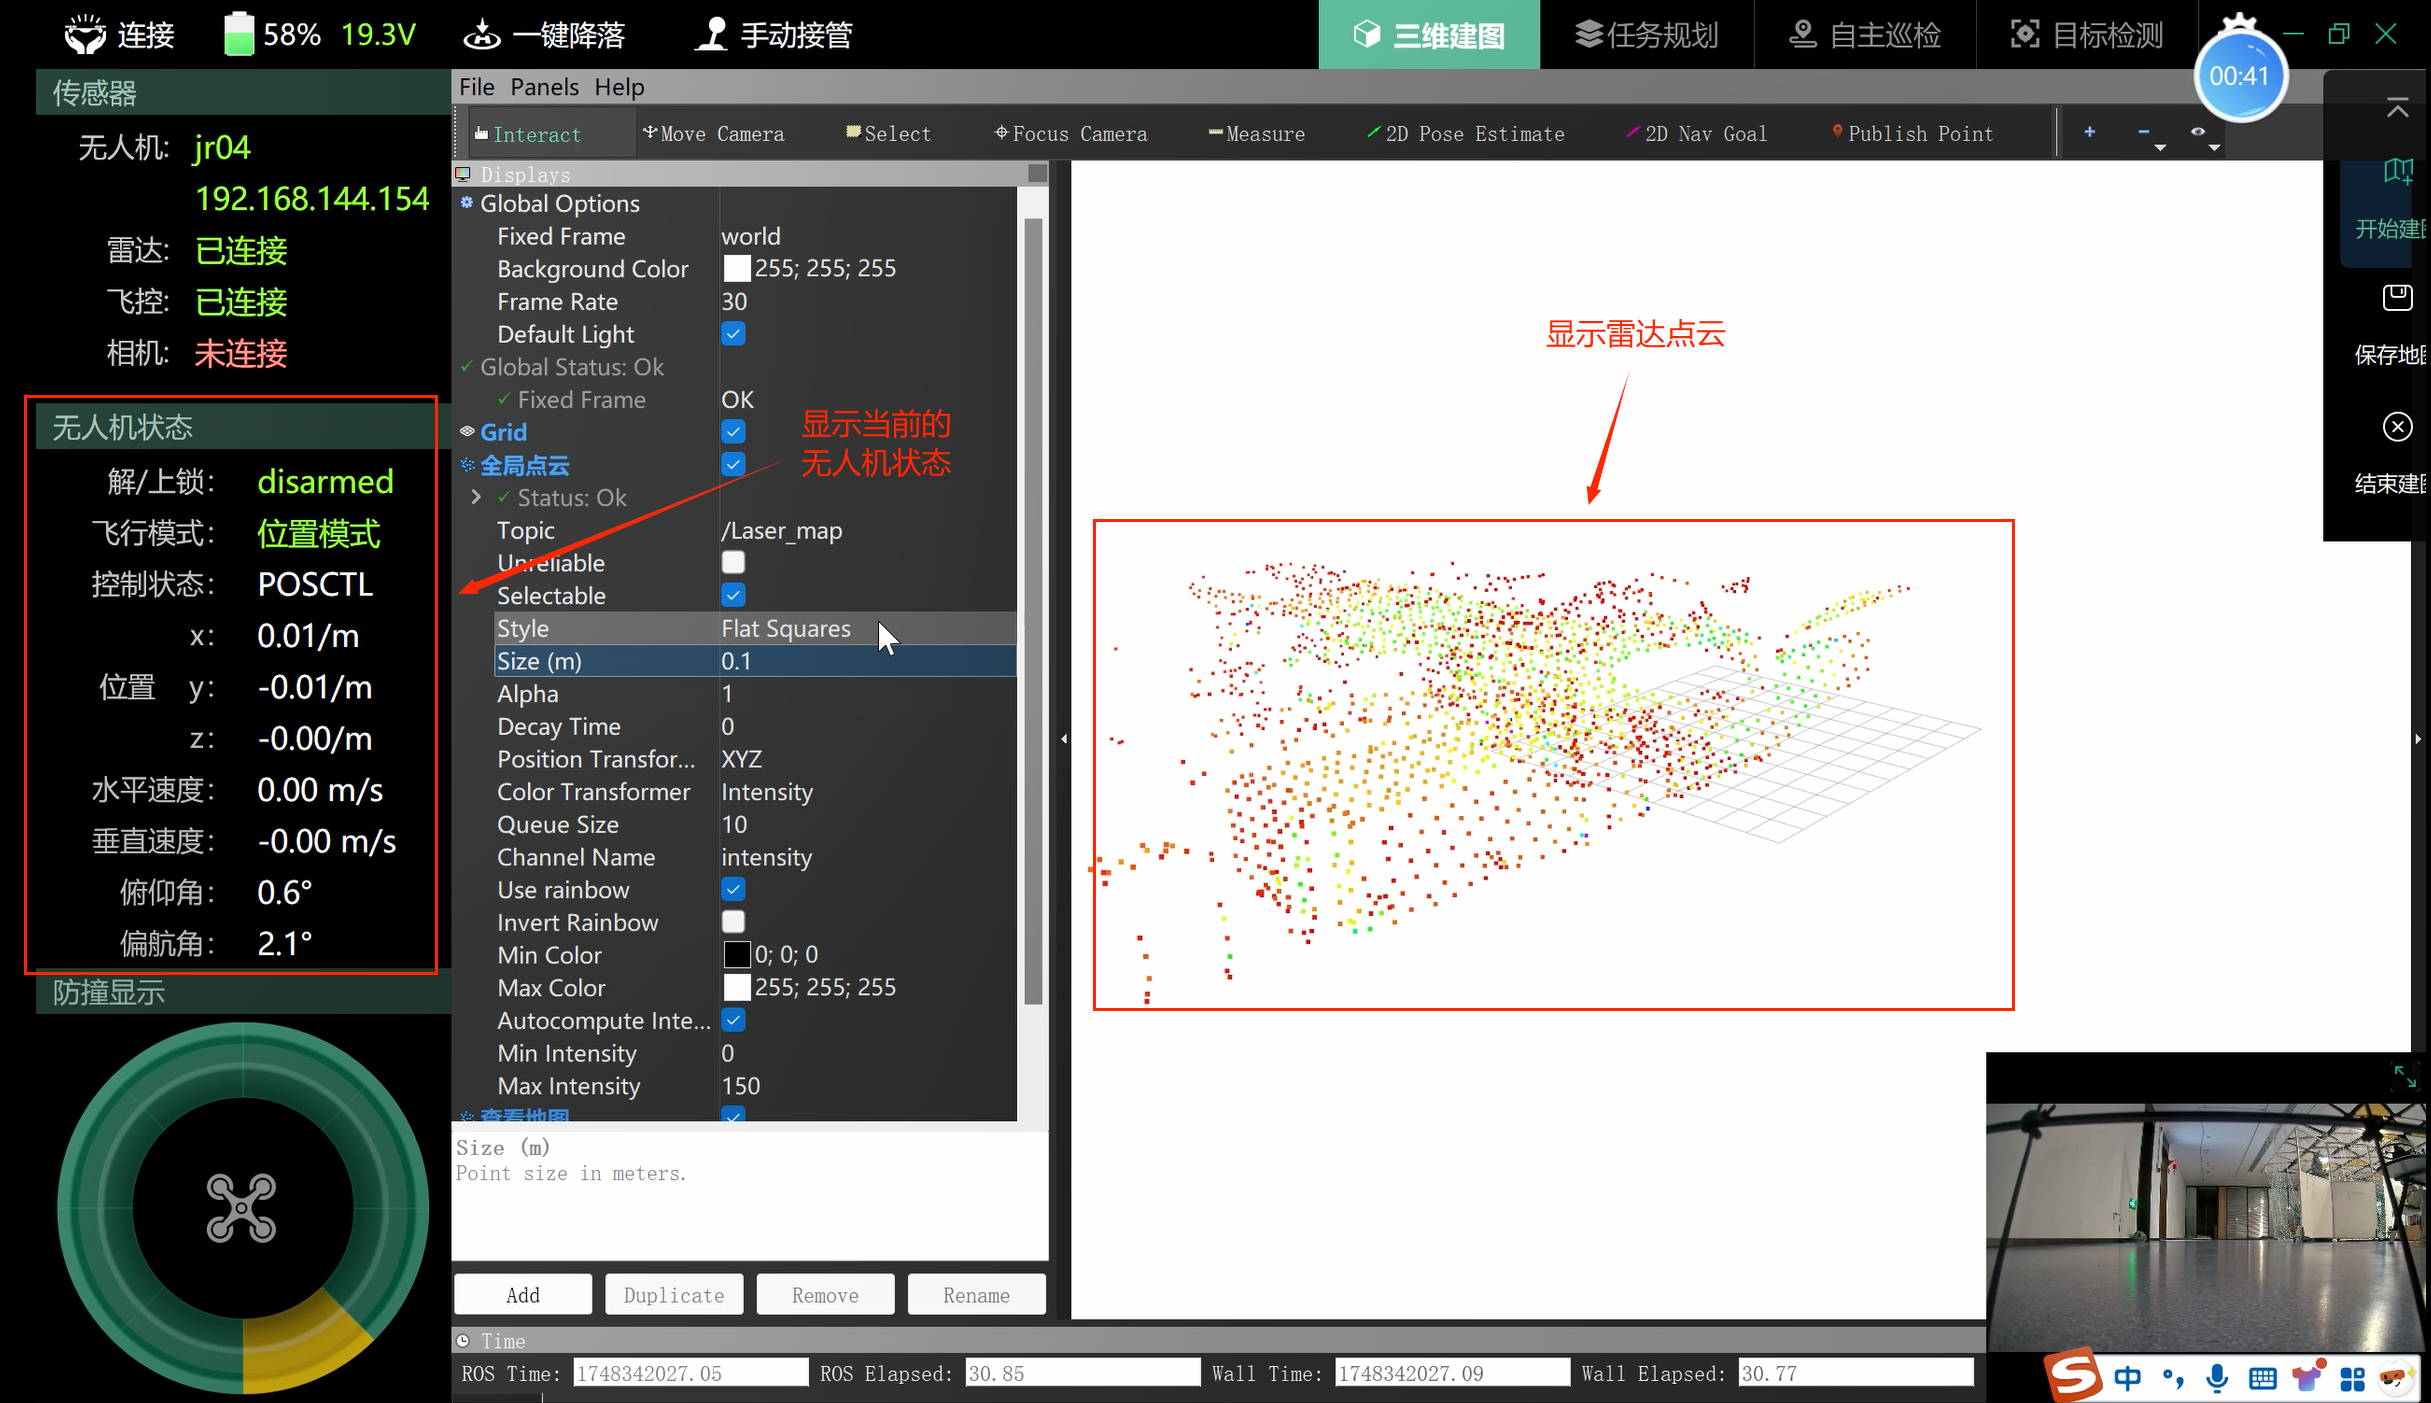 连接 58% 19.3V 一键降落 手动接管 三维建图 任务规划 自主巡检 目标检测
00:41
传感器
无人机: jr04
192.168.144.154
雷达: 已连接
飞控: 已连接
相机: 未连接
无人机状态
解/上锁: disarmed
飞行模式: 位置模式
控制状态: POSCTL
x: 0.01/m
位置 y: -0.01/m
z: -0.00/m
水平速度: 0.00 m/s
垂直速度: -0.00 m/s
俯仰角: 0.6°
偏航角: 2.1°
防撞显示
File Panels Help
Interact Move Camera Select Focus Camera Measure 2D Pose Estimate 2D Nav Goal Publish Point
Displays
Global Options
Fixed Frame world
Background Color 255; 255; 255
Frame Rate 30
Default Light
Global Status: Ok
Fixed Frame OK
Grid
全局点云
Status: Ok
Topic /Laser_map
Unreliable
Selectable
Style Flat Squares
Size (m) 0.1
Alpha 1
Decay Time 0
Position Transfor... XYZ
Color Transformer Intensity
Queue Size 10
Channel Name intensity
Use rainbow
Invert Rainbow
Min Color 0; 0; 0
Max Color 255; 255; 255
Autocompute Inte...
Min Intensity 0
Max Intensity 150
查看地图
显示当前的
无人机状态
显示雷达点云
Size (m)
Point size in meters.
Add Duplicate Remove Rename
Time
ROS Time: 1748342027.05 ROS Elapsed: 30.85 Wall Time: 1748342027.09 Wall Elapsed: 30.77
开始建图
保存地图
结束建图
中